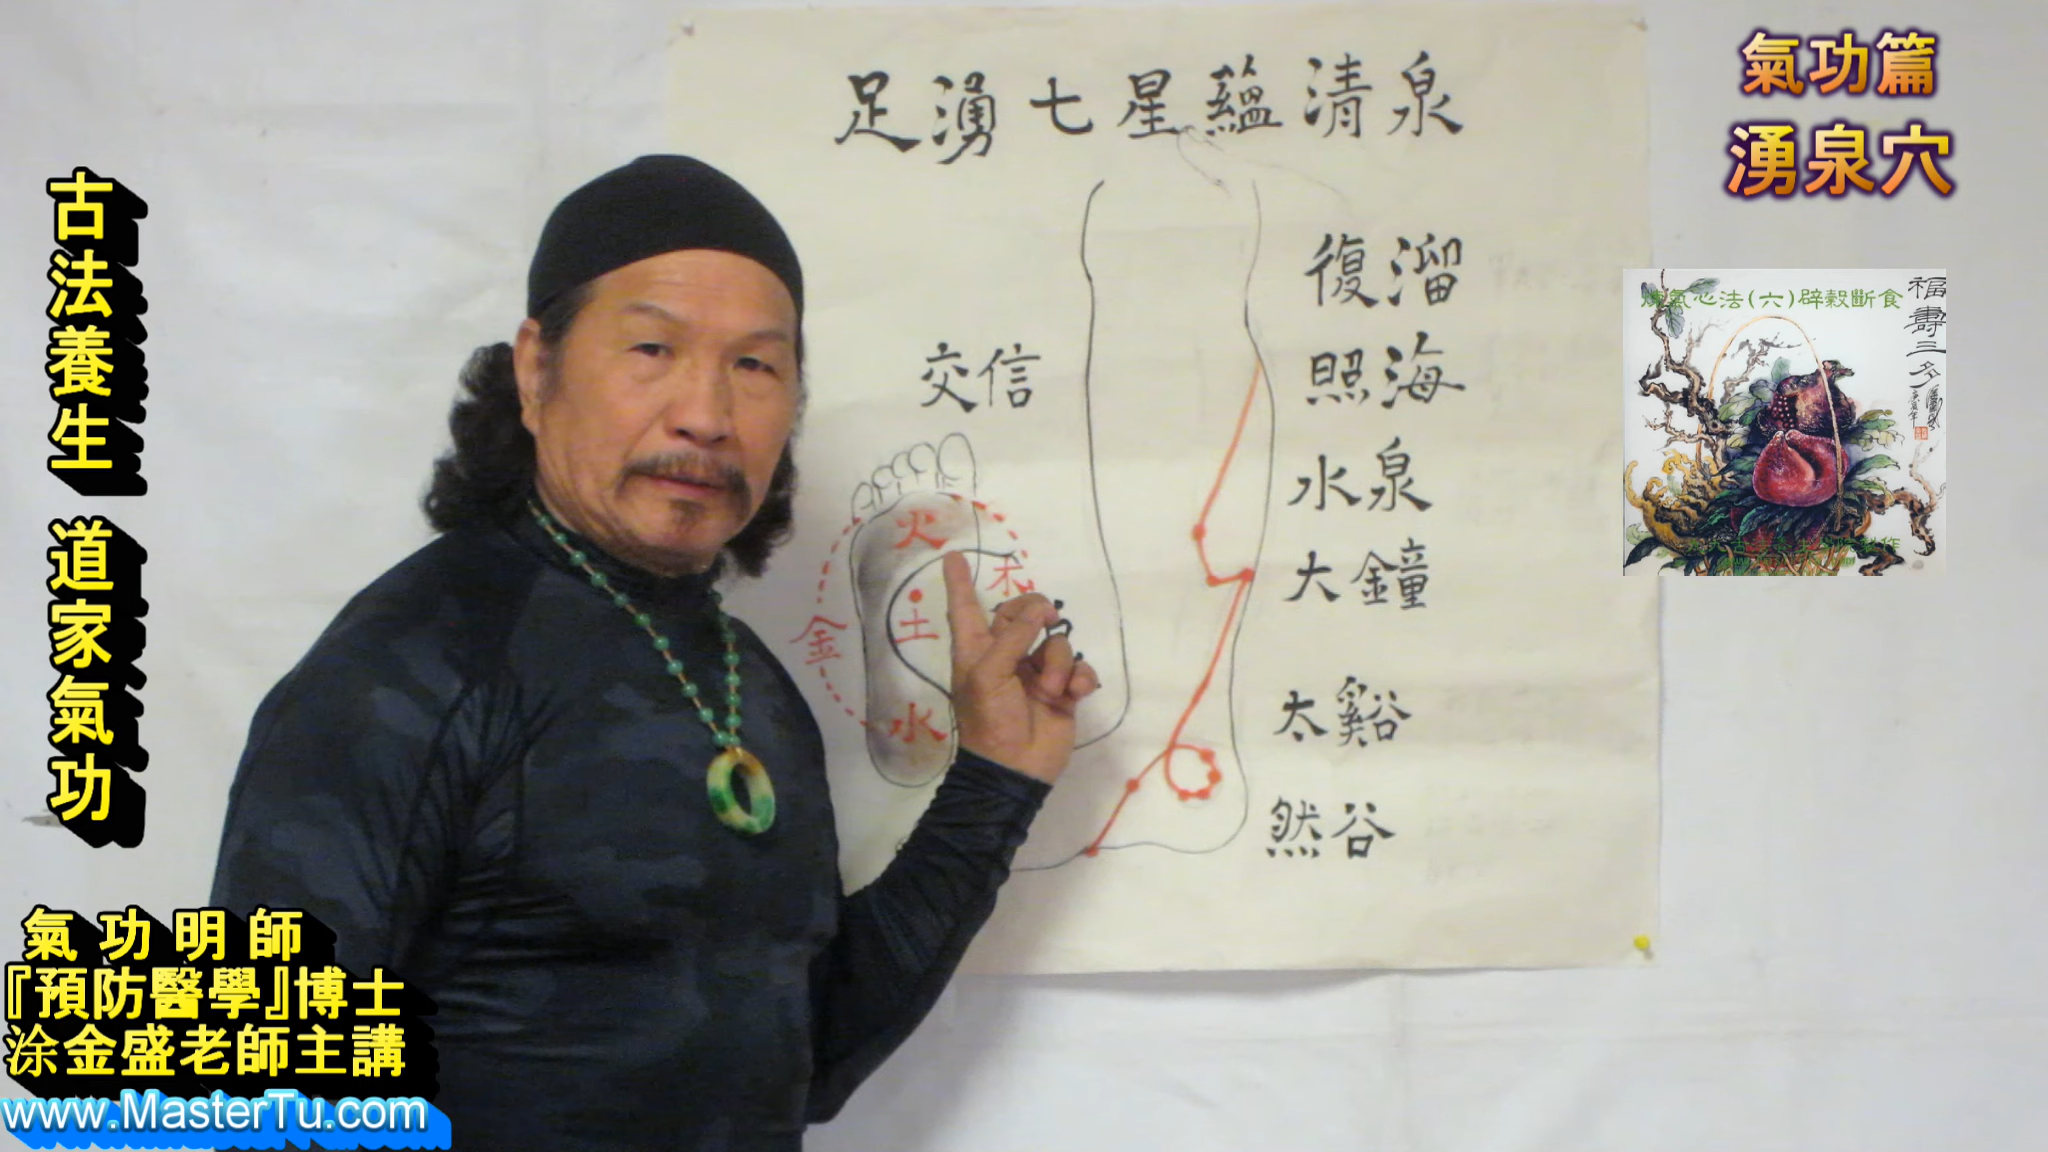 氣功篇
湧泉穴
足湧七星蘊清泉
古法養生 道家氣功
復溜
照海
交信
水泉
大鐘
太谿
然谷
火
木
金
土
水
煉氣心法(六)辟穀斷食
福壽三多
氣功明師
『預防醫學』博士
涂金盛老師主講
www.MasterTu.com